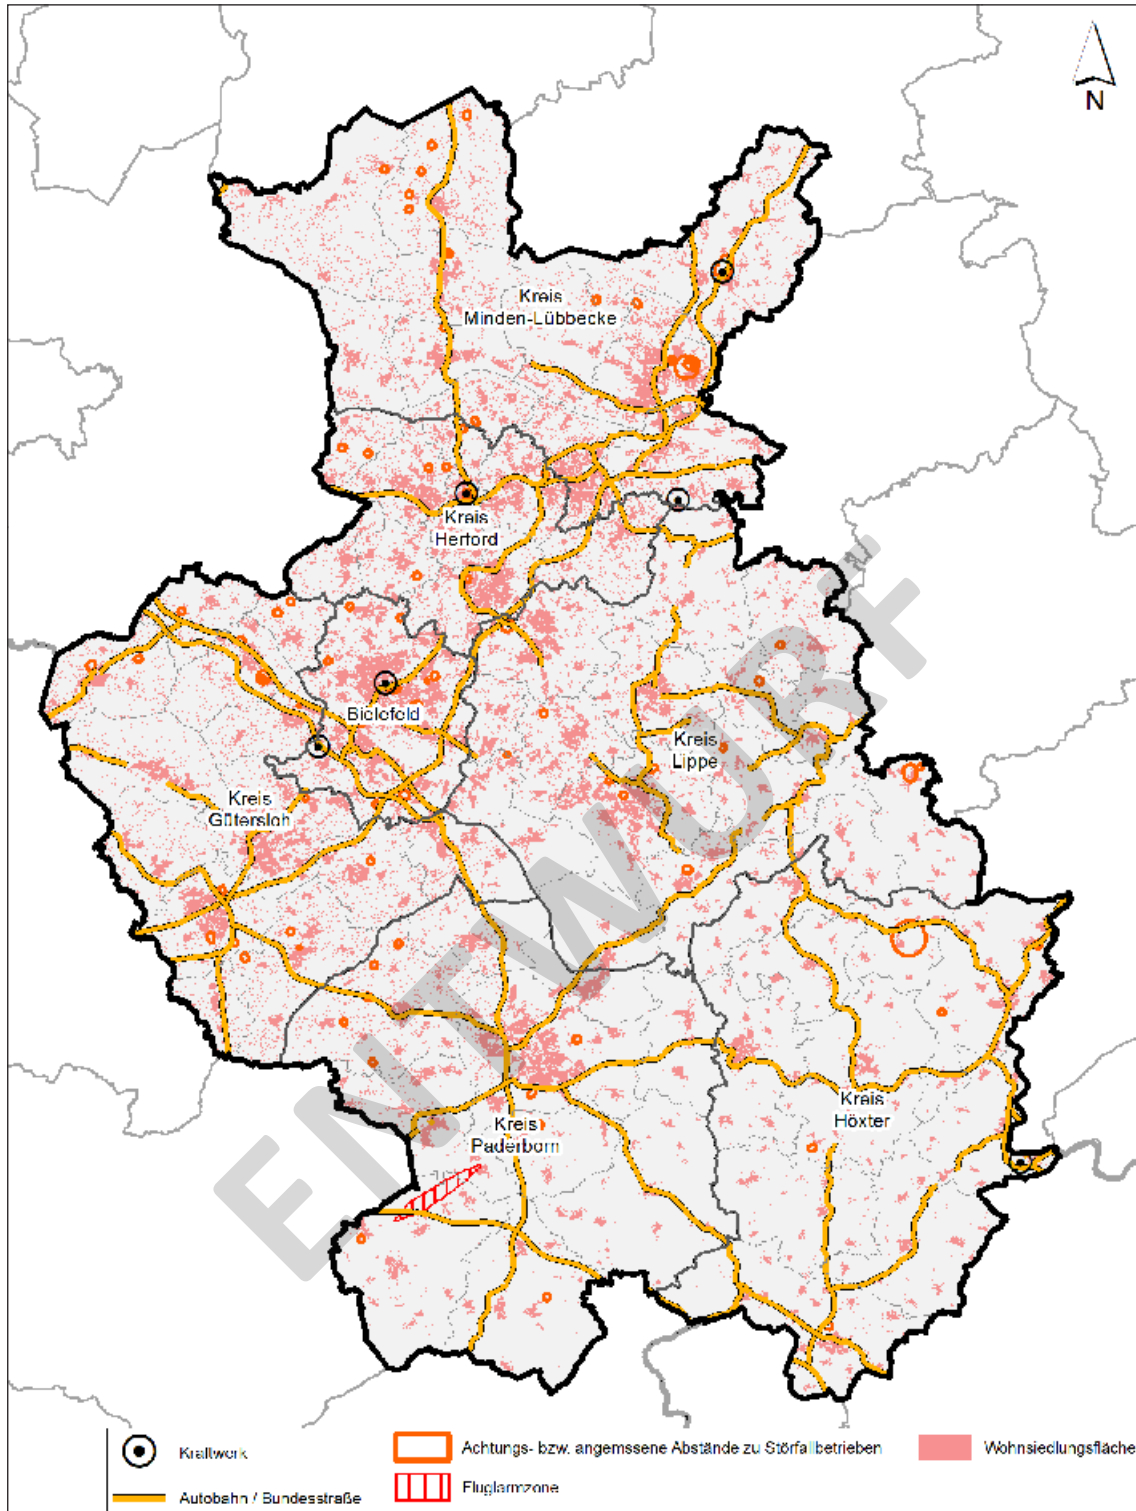 N
Kreis
Minden-Lübbecke
Kreis
Herford
Bielefeld
Kreis
Lippe
Kreis
Gütersloh
Kreis
Höxter
Kreis
Paderborn
ENTWURF
Kraftwerk
Achtungs- bzw. angemssene Abstände zu Störfallbetrieben
Wohnsiedlungsfläche
Autobahn / Bundesstraße
Fluglarmzone